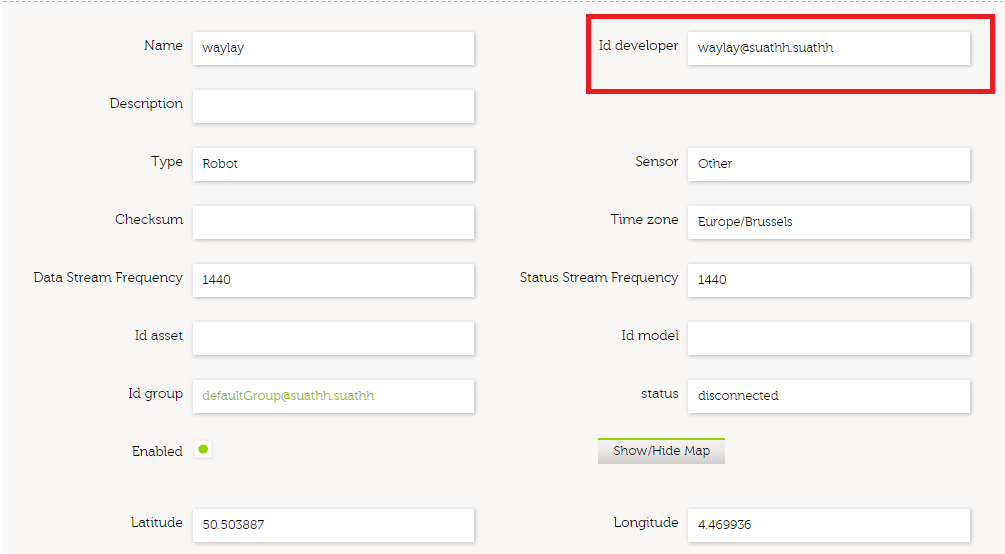 Name waylay Id developer waylay@suathh.suathh
Description
Type Robot Sensor Other
Checksum Time zone Europe/Brussels
Data Stream Frequency 1440 Status Stream Frequency 1440
Id asset Id model
Id group defaultGroup@suathh.suathh status disconnected
Enabled Show/Hide Map
Latitude 50.503887 Longitude 4.469936